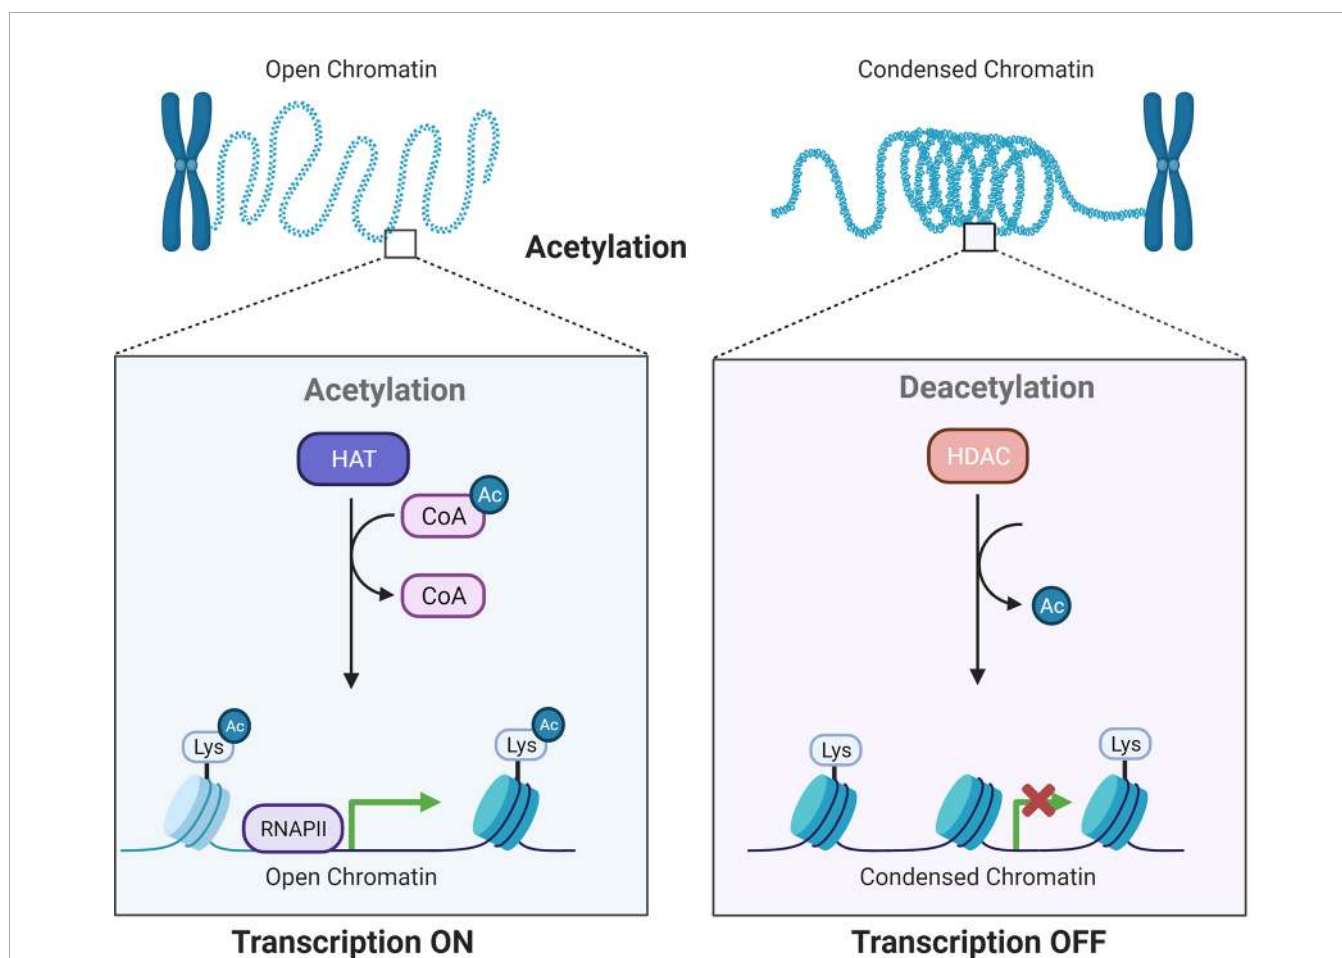 Open Chromatin
Condensed Chromatin
Acetylation
Acetylation
HAT
Ac
CoA
CoA
Ac
Lys
Ac
Lys
RNAPII
Open Chromatin
Transcription ON
Deacetylation
HDAC
Ac
Lys
Lys
Condensed Chromatin
Transcription OFF